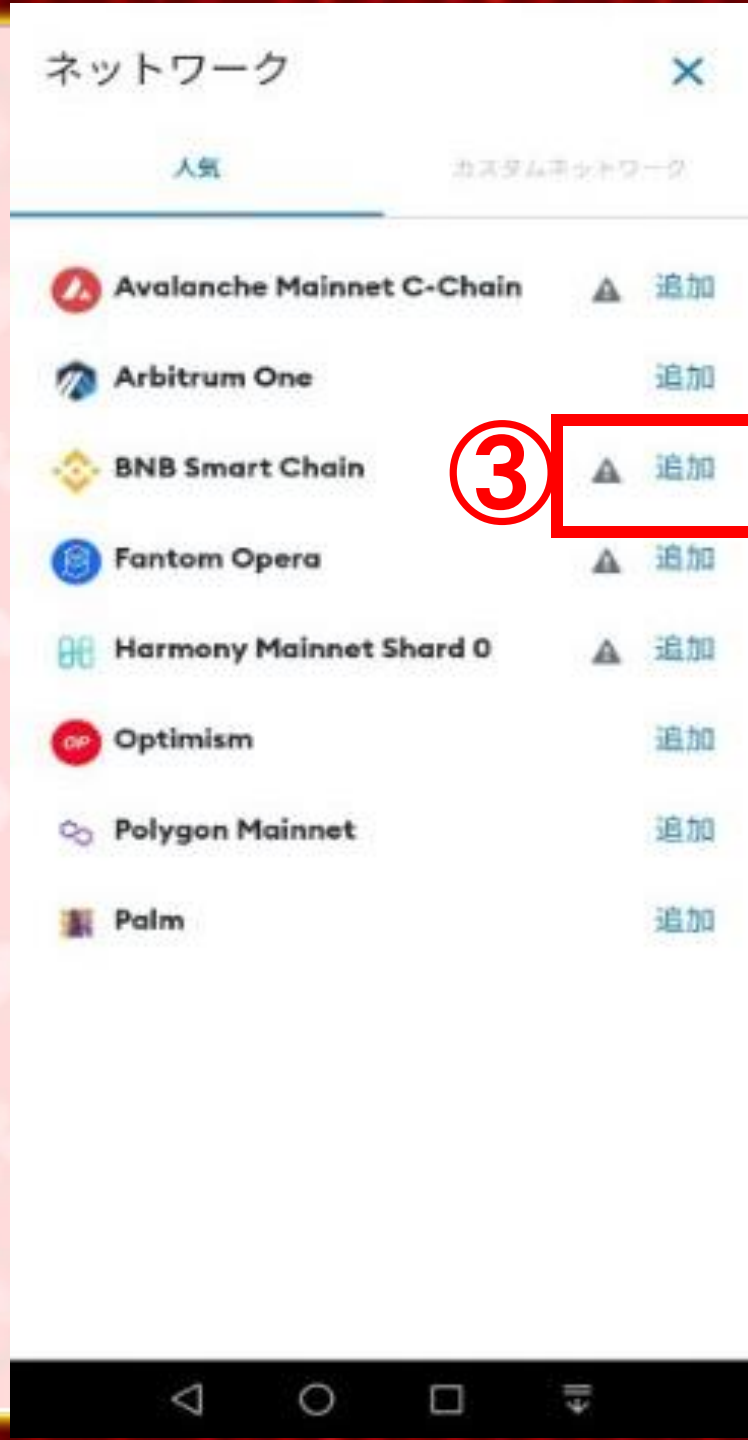 ネットワーク
人気 カスタムネットワーク
Avalanche Mainnet C-Chain 追加
Arbitrum One 追加
③
BNB Smart Chain 追加
Fantom Opera 追加
Harmony Mainnet Shard 0 追加
OP Optimism 追加
Polygon Mainnet 追加
Palm 追加